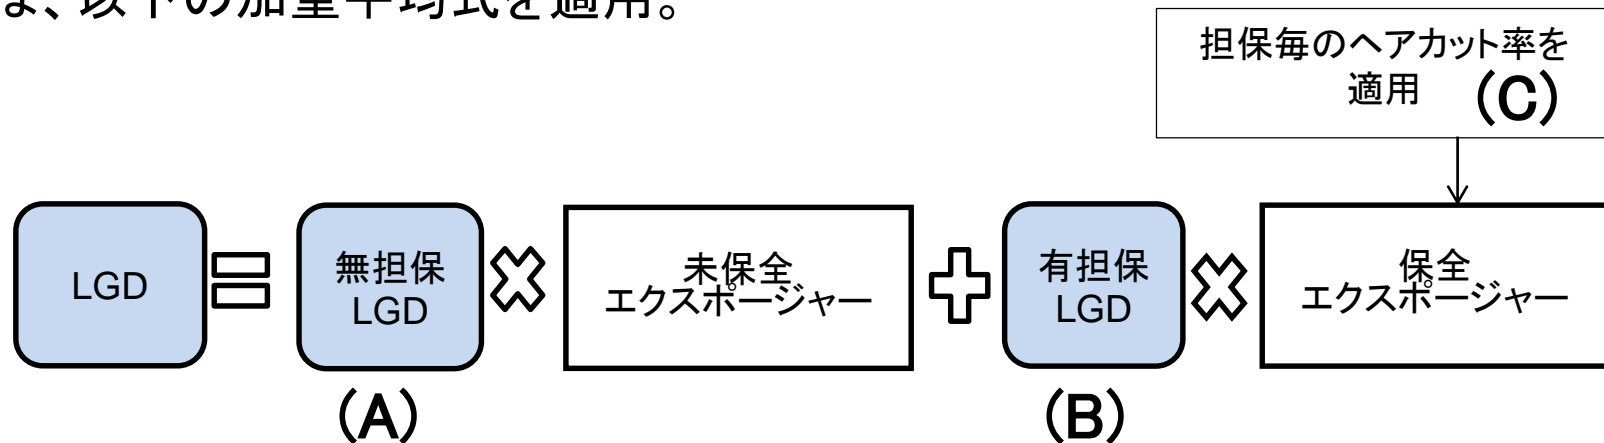 は、以下の加重平均式を適用。
担保毎のヘアカット率を
適用 (C)
LGD
無担保
LGD
未保全
エクスポージャー
有担保
LGD
保全
エクスポージャー
(A)
(B)